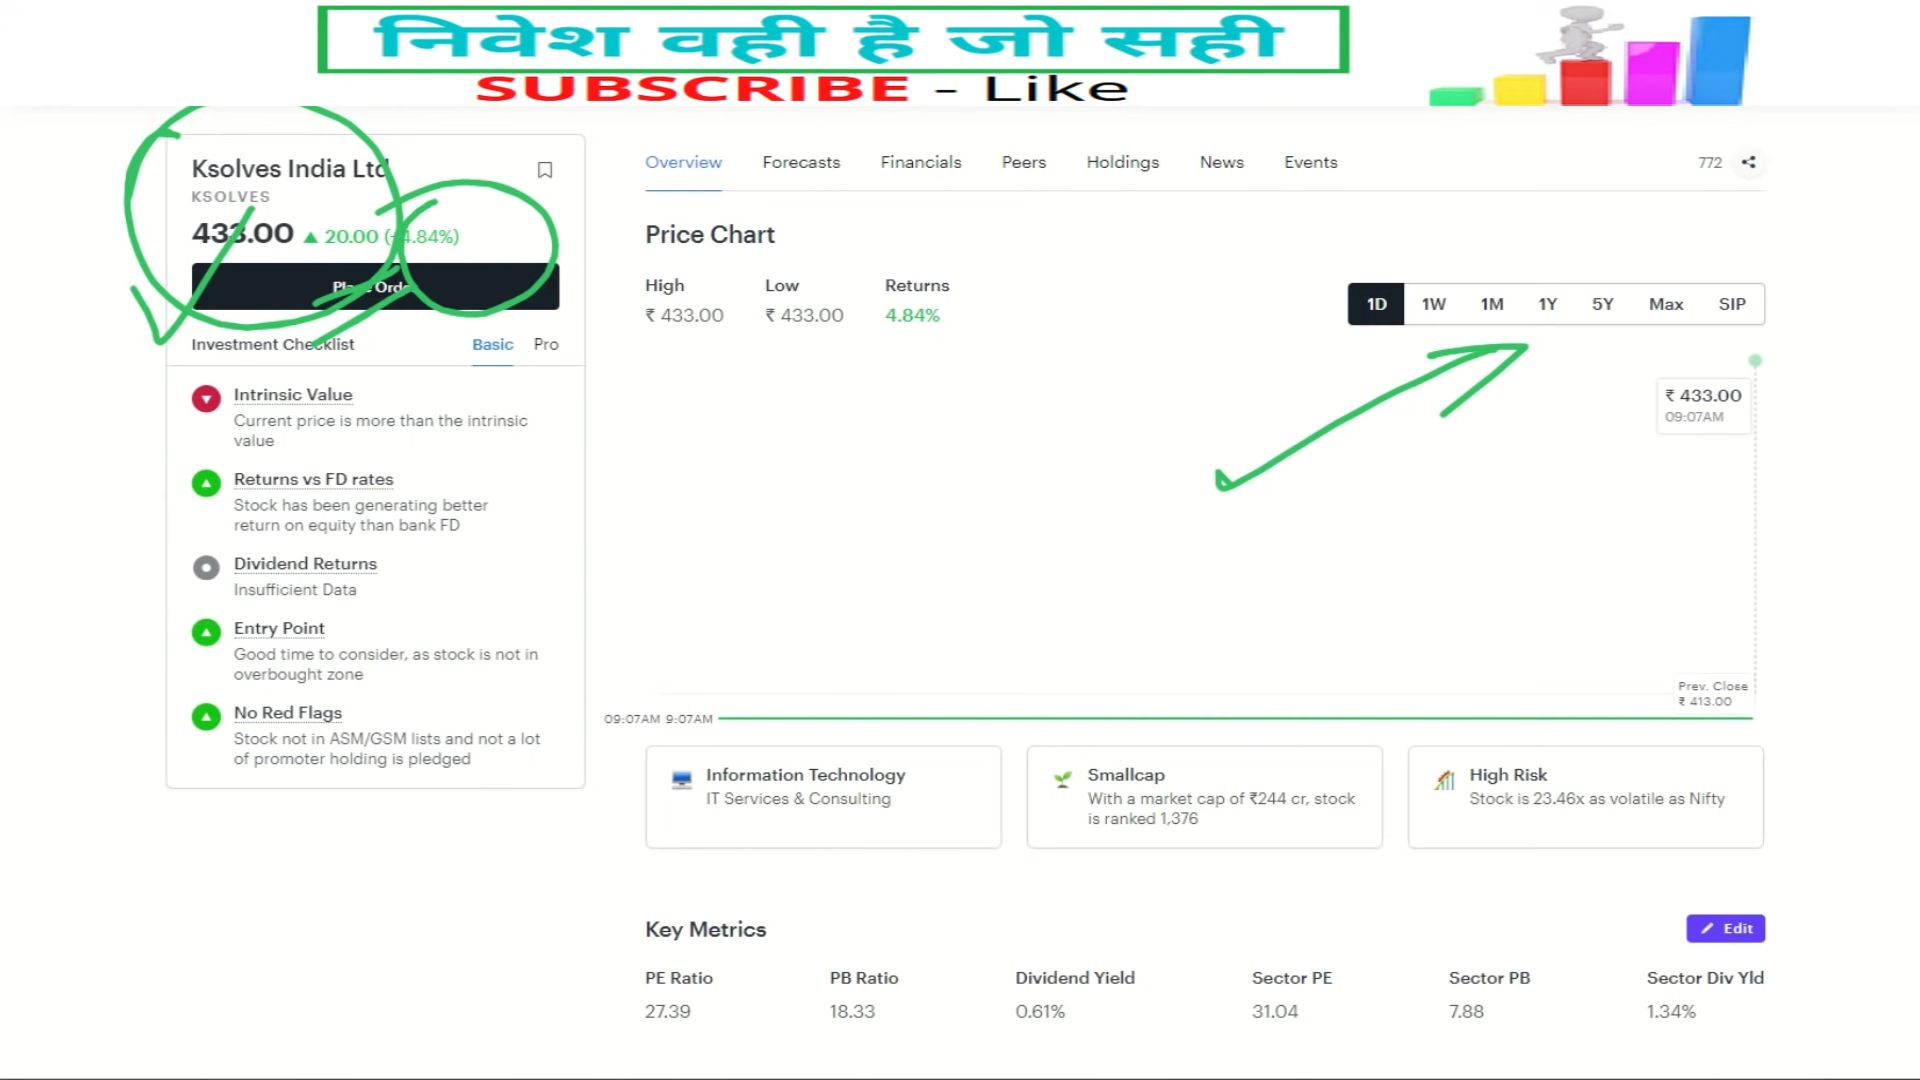 निवेश वही है जो सही
SUBSCRIBE - Like
Ksolves India Ltd
KSOLVES
433.00 ▲ 20.00 (+4.84%)
Place Order
Investment Checklist Basic Pro
Intrinsic Value
Current price is more than the intrinsic
value
Returns vs FD rates
Stock has been generating better
return on equity than bank FD
Dividend Returns
Insufficient Data
Entry Point
Good time to consider, as stock is not in
overbought zone
No Red Flags
Stock not in ASM/GSM lists and not a lot
of promoter holding is pledged
Overview Forecasts Financials Peers Holdings News Events 772
Price Chart
High Low Returns
₹ 433.00 ₹ 433.00 4.84%
1D 1W 1M 1Y 5Y Max SIP
₹ 433.00
09:07AM
Prev. Close
₹ 413.00
09:07AM 9:07AM
Information Technology
IT Services & Consulting
Smallcap
With a market cap of ₹244 cr, stock
is ranked 1,376
High Risk
Stock is 23.46x as volatile as Nifty
Key Metrics Edit
PE Ratio PB Ratio Dividend Yield Sector PE Sector PB Sector Div Yld
27.39 18.33 0.61% 31.04 7.88 1.34%